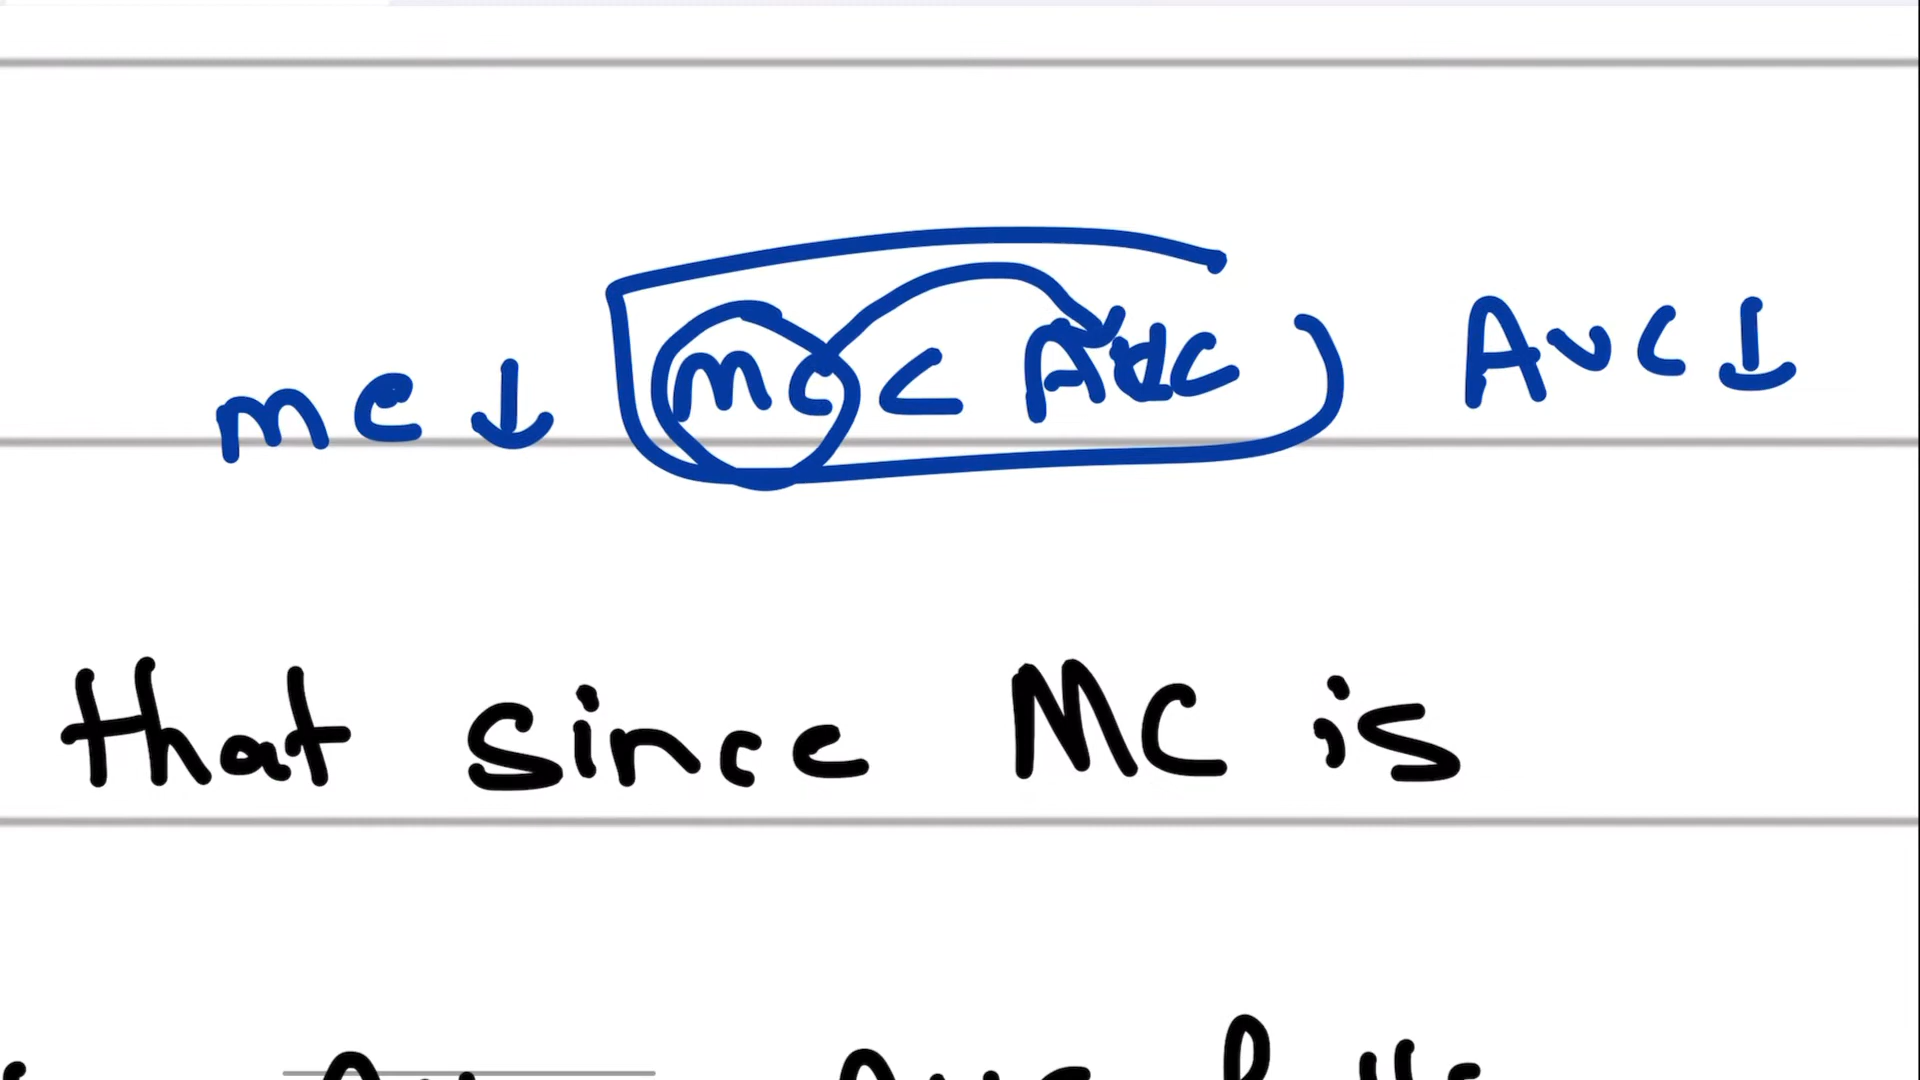 mc ↓ mc < AVC AVC ↓
that since MC is